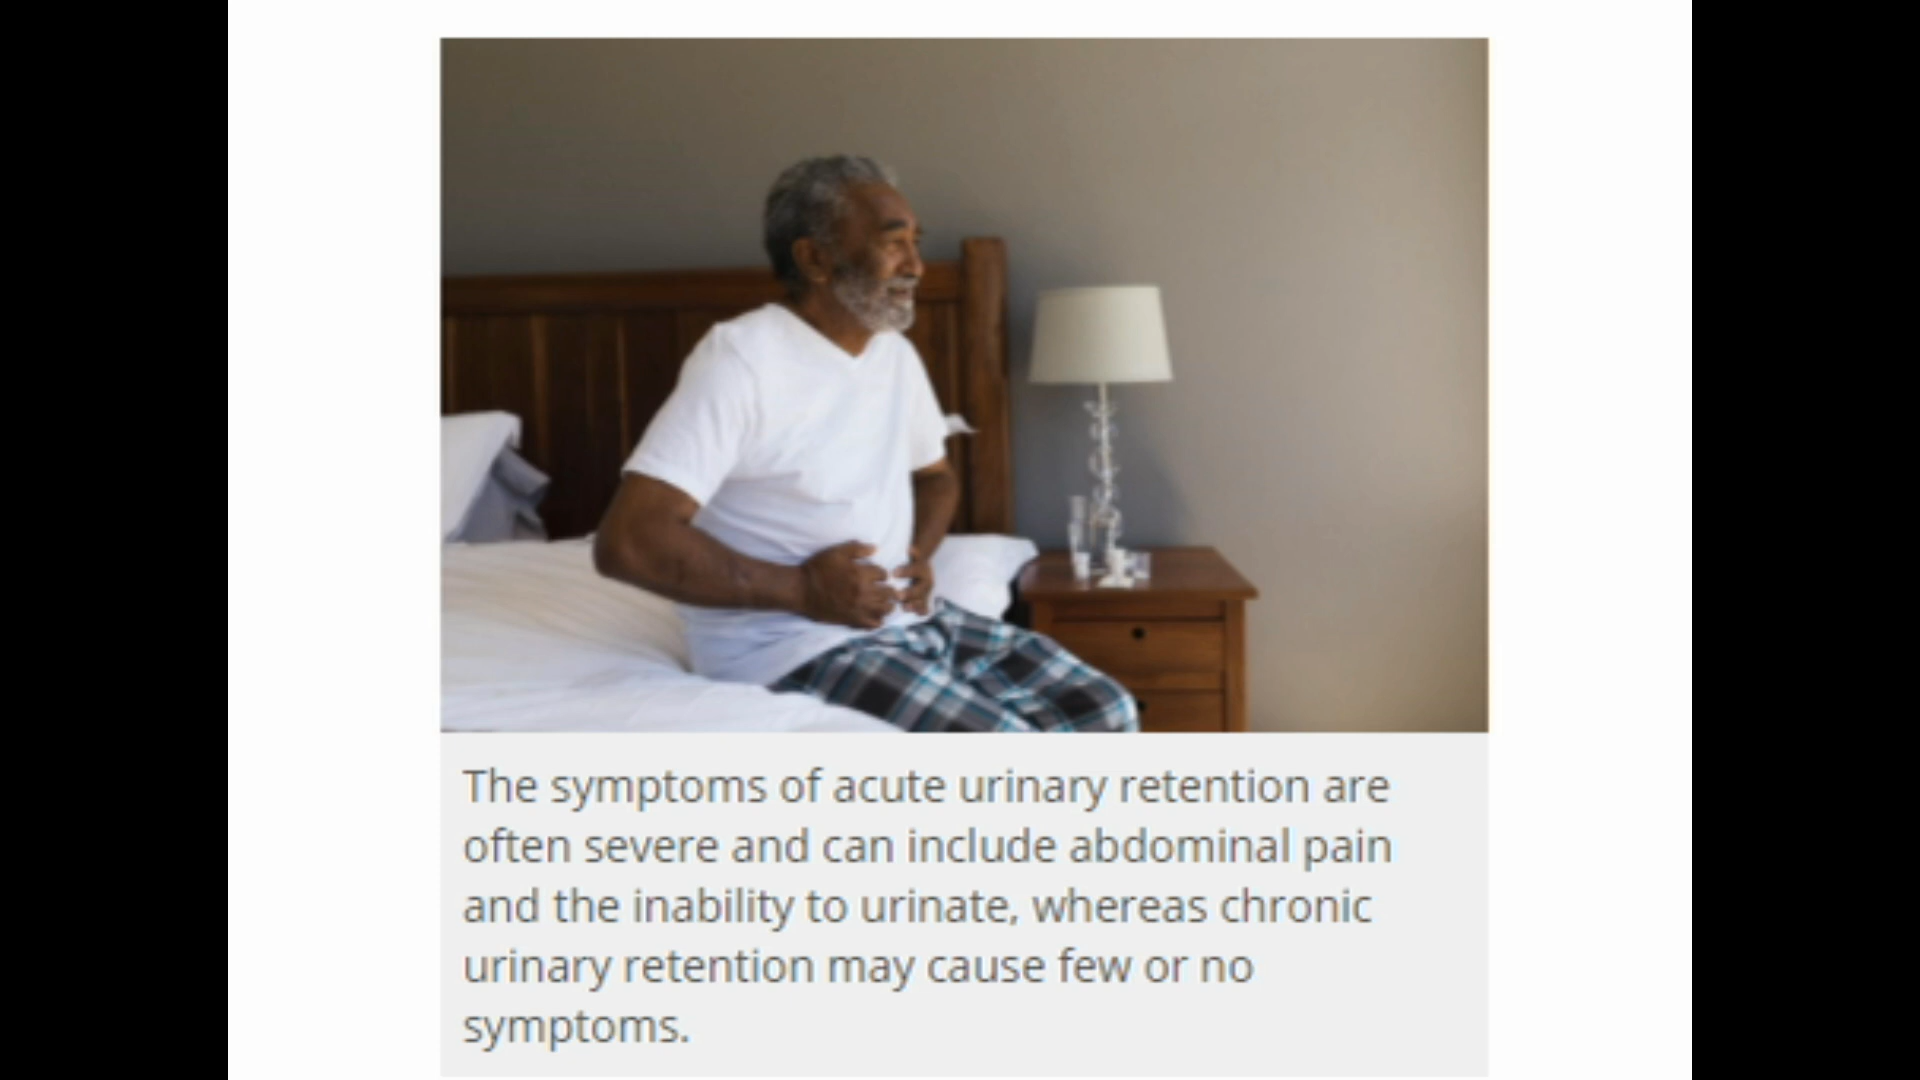 The symptoms of acute urinary retention are
often severe and can include abdominal pain
and the inability to urinate, whereas chronic
urinary retention may cause few or no
symptoms.